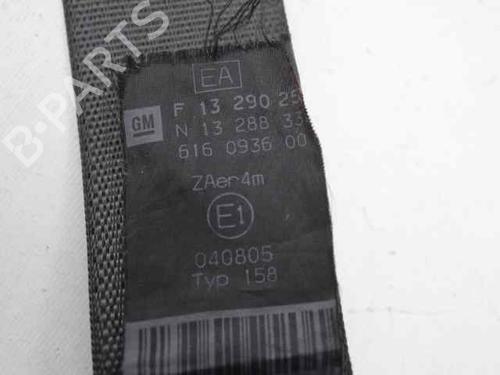 EA
GM F 13 290 25
N 13 288 33
616 0936 00
ZAer4m
E1
040805
Typ 158
B-PARTS